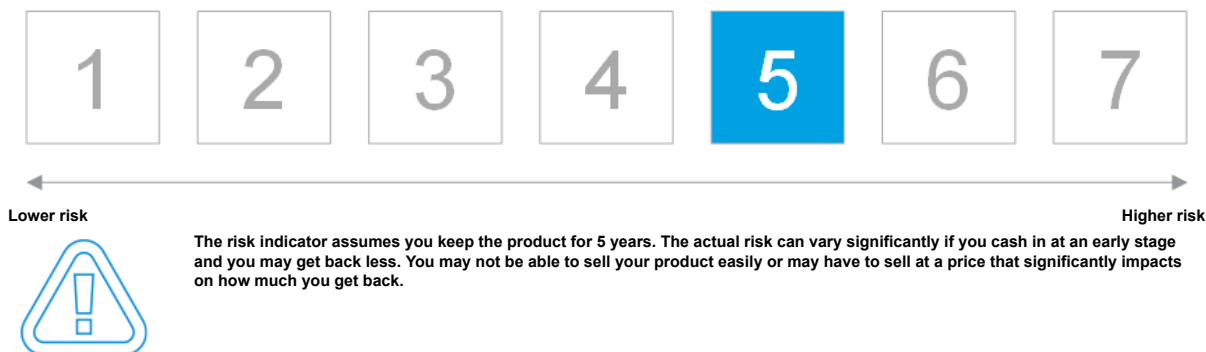 1 2 3 4 5 6 7
Lower risk Higher risk
The risk indicator assumes you keep the product for 5 years. The actual risk can vary significantly if you cash in at an early stage
and you may get back less. You may not be able to sell your product easily or may have to sell at a price that significantly impacts
on how much you get back.